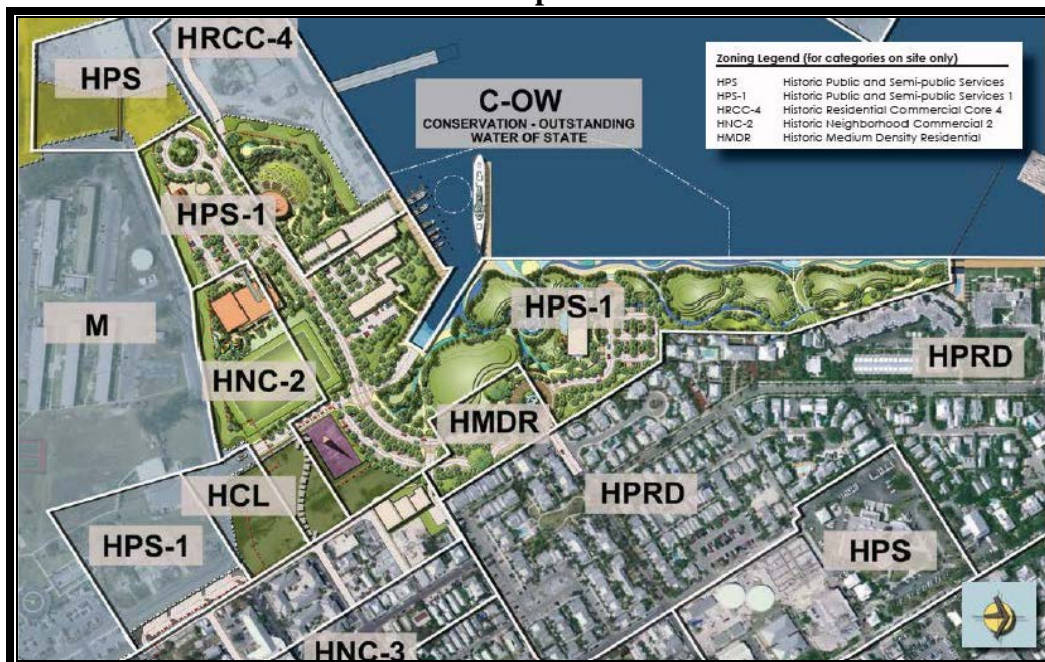 HRCC-4
HPS
C-OW
CONSERVATION - OUTSTANDING
WATER OF STATE
Zoning Legend (for categories on site only)
HPS Historic Public and Semi-public Services
HPS-1 Historic Public and Semi-public Services 1
HRCC-4 Historic Residential Commercial Core 4
HNC-2 Historic Neighborhood Commercial 2
HMDR Historic Medium Density Residential
HPS-1
HPS-1
M
HPRD
HNC-2
HMDR
HCL
HPRD
HPS-1
HPS
HNC-3